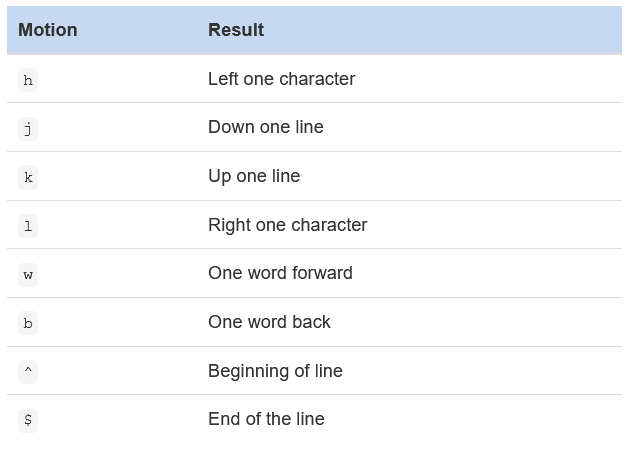 Motion Result
h Left one character
j Down one line
k Up one line
l Right one character
w One word forward
b One word back
^ Beginning of line
$ End of the line